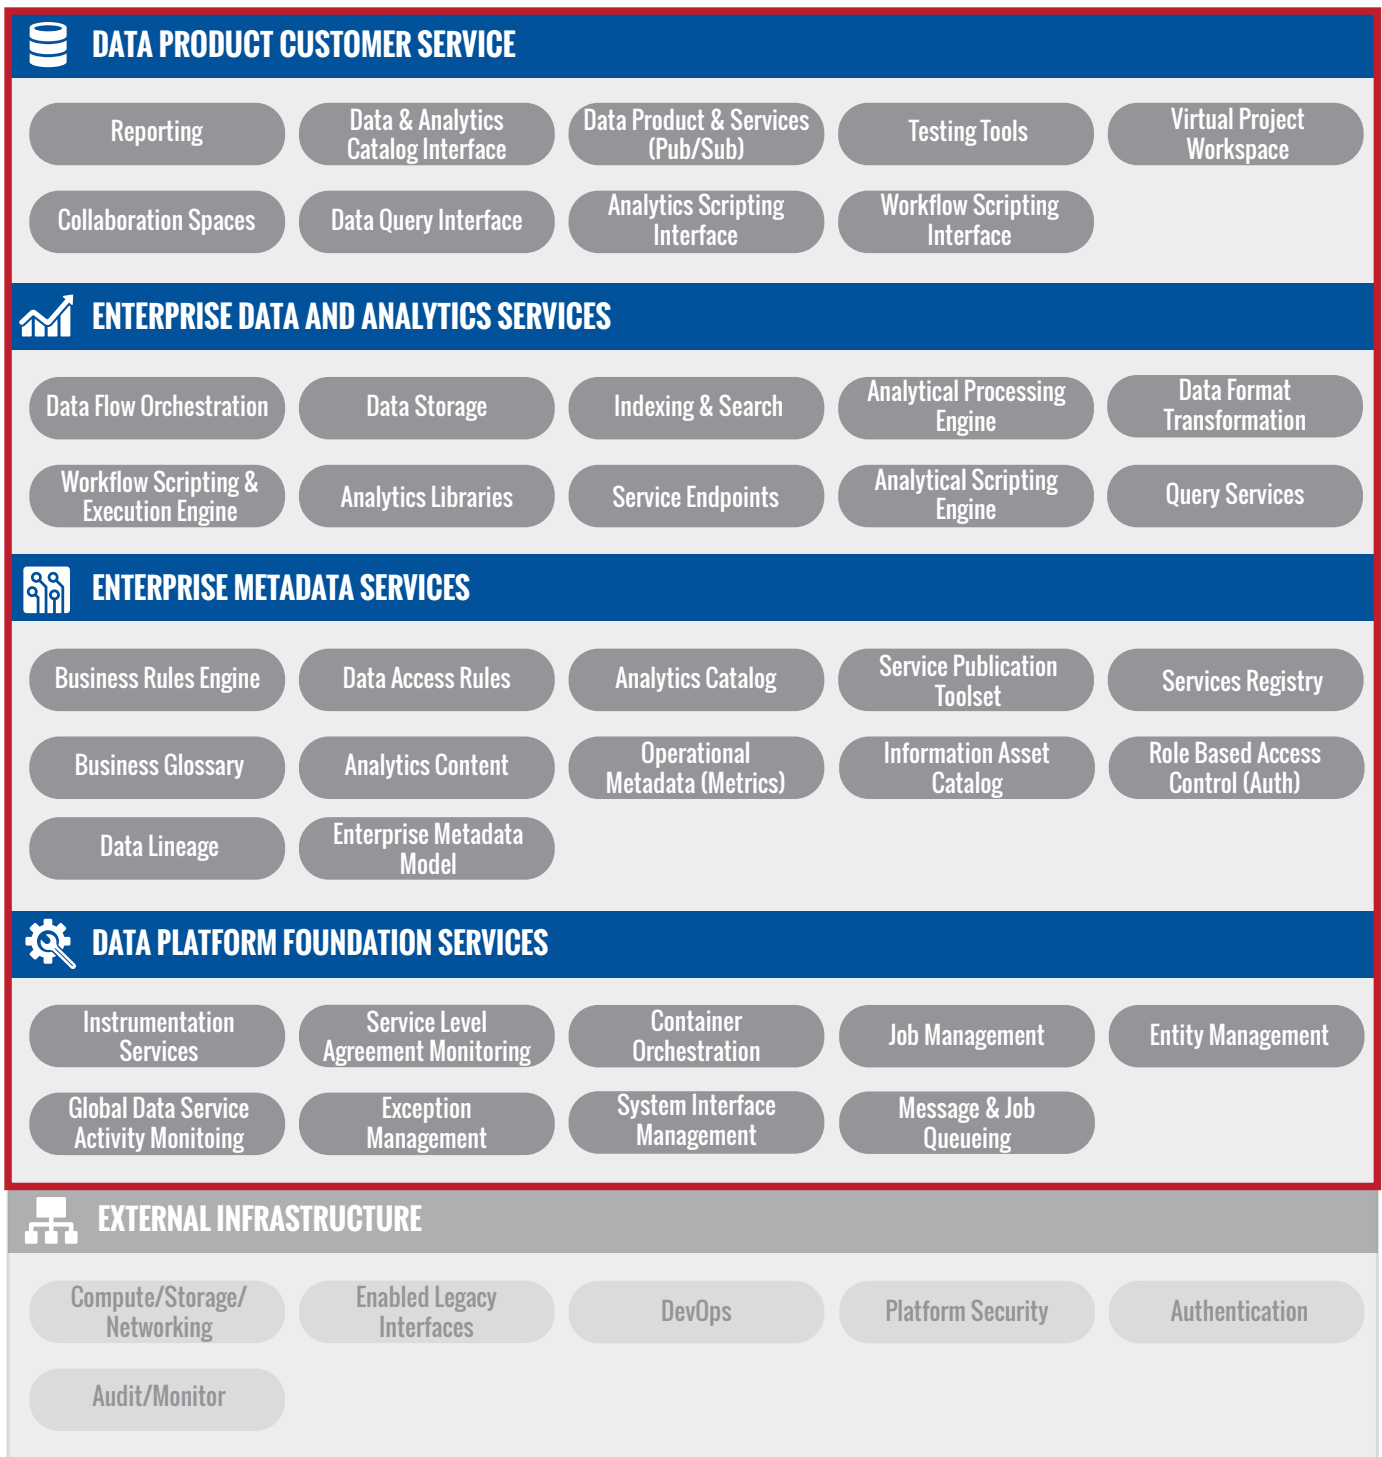 DATA PRODUCT CUSTOMER SERVICE
Reporting
Data & Analytics
Catalog Interface
Data Product & Services
(Pub/Sub)
Testing Tools
Virtual Project
Workspace
Collaboration Spaces
Data Query Interface
Analytics Scripting
Interface
Workflow Scripting
Interface
ENTERPRISE DATA AND ANALYTICS SERVICES
Data Flow Orchestration
Data Storage
Indexing & Search
Analytical Processing
Engine
Data Format
Transformation
Workflow Scripting &
Execution Engine
Analytics Libraries
Service Endpoints
Analytical Scripting
Engine
Query Services
ENTERPRISE METADATA SERVICES
Business Rules Engine
Data Access Rules
Analytics Catalog
Service Publication
Toolset
Services Registry
Business Glossary
Analytics Content
Operational
Metadata (Metrics)
Information Asset
Catalog
Role Based Access
Control (Auth)
Data Lineage
Enterprise Metadata
Model
DATA PLATFORM FOUNDATION SERVICES
Instrumentation
Services
Service Level
Agreement Monitoring
Container
Orchestration
Job Management
Entity Management
Global Data Service
Activity Monitoing
Exception
Management
System Interface
Management
Message & Job
Queueing
EXTERNAL INFRASTRUCTURE
Compute/Storage/
Networking
Enabled Legacy
Interfaces
DevOps
Platform Security
Authentication
Audit/Monitor